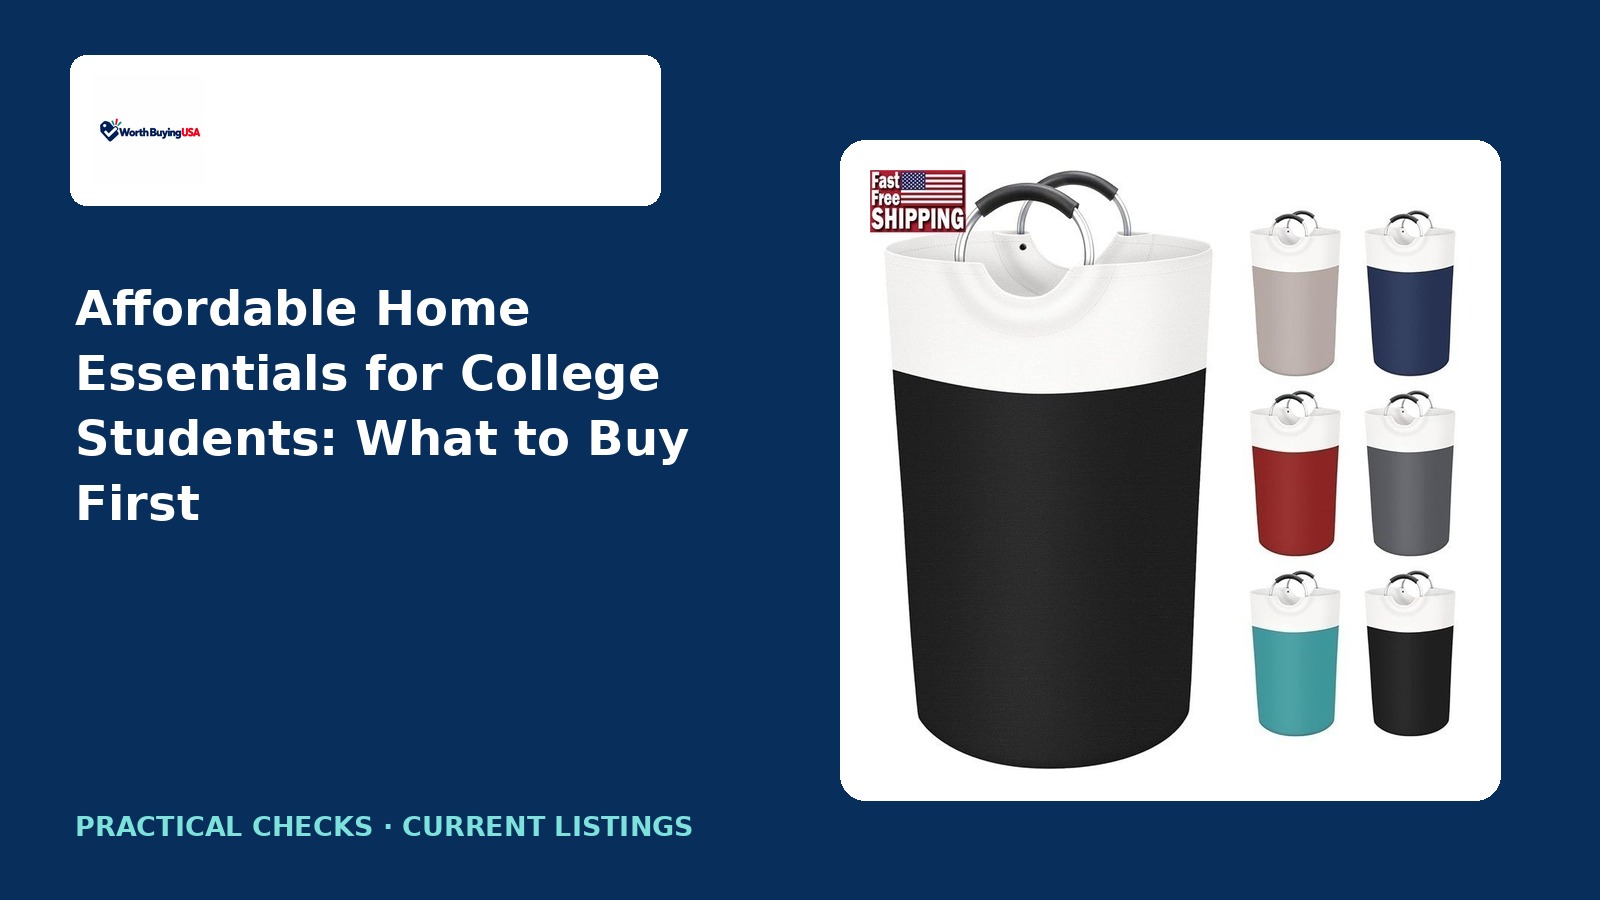 WorthBuyingUSA
Affordable Home
Essentials for College
Students: What to Buy
First
PRACTICAL CHECKS · CURRENT LISTINGS
Fast
Free
SHIPPING